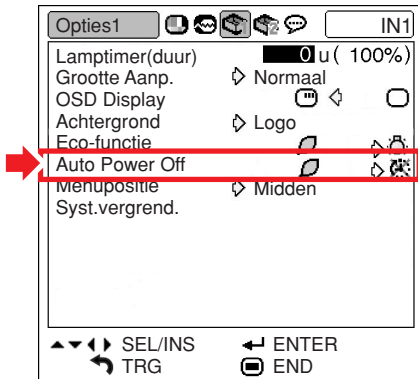 Opties1 IN1
Lamptimer(duur) 0 u( 100%)
Grootte Aanp. Normaal
OSD Display
Achtergrond Logo
Eco-functie
Auto Power Off
Menupositie Midden
Syst.vergrend.
SEL/INS ENTER
TRG END